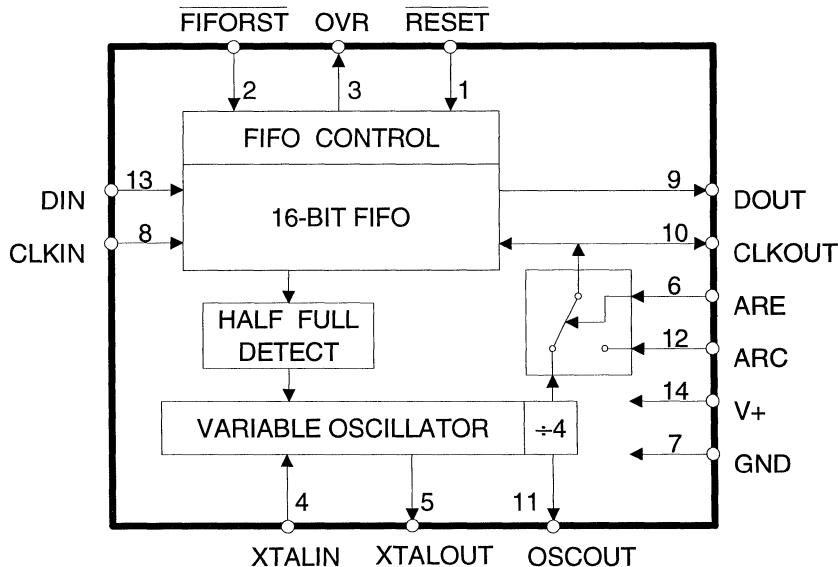 FIFORST OVR RESET
2 3 1
FIFO CONTROL
DIN 13 9 DOUT
16-BIT FIFO
CLKIN 8 10 CLKOUT
6 ARE
HALF FULL
DETECT
12 ARC
14 V+
VARIABLE OSCILLATOR ÷4
7 GND
4 5 11
XTALIN XTALOUT OSCOUT